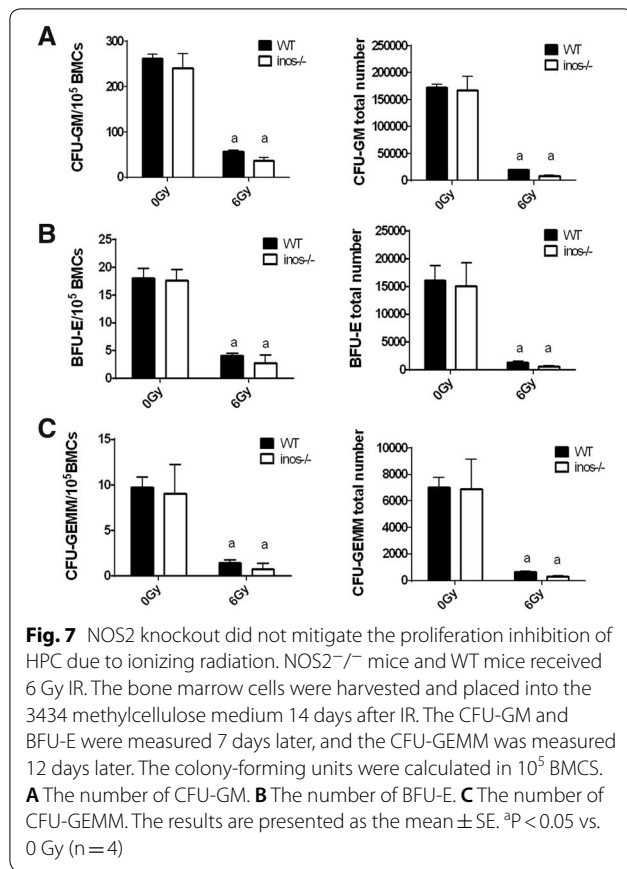 A
CFU-GM/10⁵ BMCs
300
200
100
0
0Gy
6Gy
a
a
WT
inos-/-
CFU-GM total number
250000
200000
150000
100000
50000
0
0Gy
6Gy
a
a
WT
inos-/-
B
BFU-E/10⁵ BMCs
25
20
15
10
5
0
0Gy
6Gy
a
a
WT
inos-/-
BFU-E total number
25000
20000
15000
10000
5000
0
0Gy
6Gy
a
a
WT
inos-/-
C
CFU-GEMM/10⁵BMCs
15
10
5
0
0Gy
6Gy
a
a
WT
inos-/-
CFU-GEMM total number
10000
8000
6000
4000
2000
0
0Gy
6Gy
a
a
WT
inos-/-
Fig. 7 NOS2 knockout did not mitigate the proliferation inhibition of
HPC due to ionizing radiation. NOS2⁻/⁻ mice and WT mice received
6 Gy IR. The bone marrow cells were harvested and placed into the
3434 methylcellulose medium 14 days after IR. The CFU-GM and
BFU-E were measured 7 days later, and the CFU-GEMM was measured
12 days later. The colony-forming units were calculated in 10⁵ BMCS.
A The number of CFU-GM. B The number of BFU-E. C The number of
CFU-GEMM. The results are presented as the mean ± SE. ᵃP < 0.05 vs.
0 Gy (n = 4)